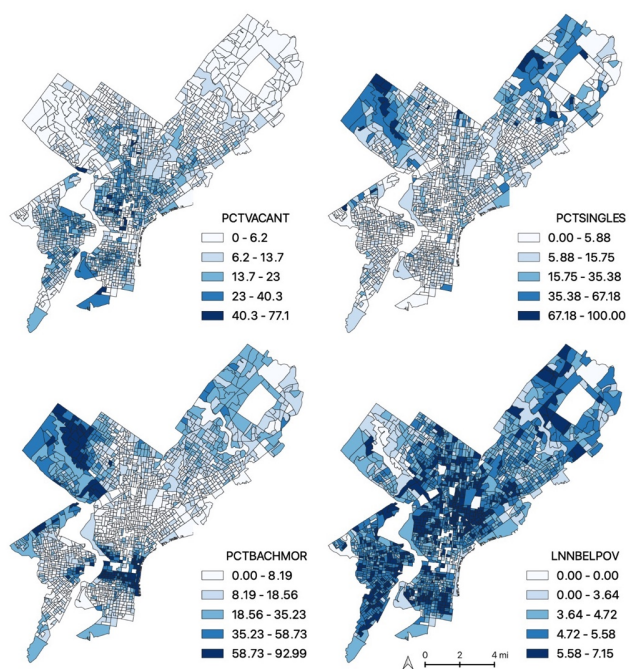 PCTVACANT
0 - 6.2
6.2 - 13.7
13.7 - 23
23 - 40.3
40.3 - 77.1
PCTSINGLES
0.00 - 5.88
5.88 - 15.75
15.75 - 35.38
35.38 - 67.18
67.18 - 100.00
PCTBACHMOR
0.00 - 8.19
8.19 - 18.56
18.56 - 35.23
35.23 - 58.73
58.73 - 92.99
LNNBELPOV
0.00 - 0.00
0.00 - 3.64
3.64 - 4.72
4.72 - 5.58
5.58 - 7.15
0 2 4 mi